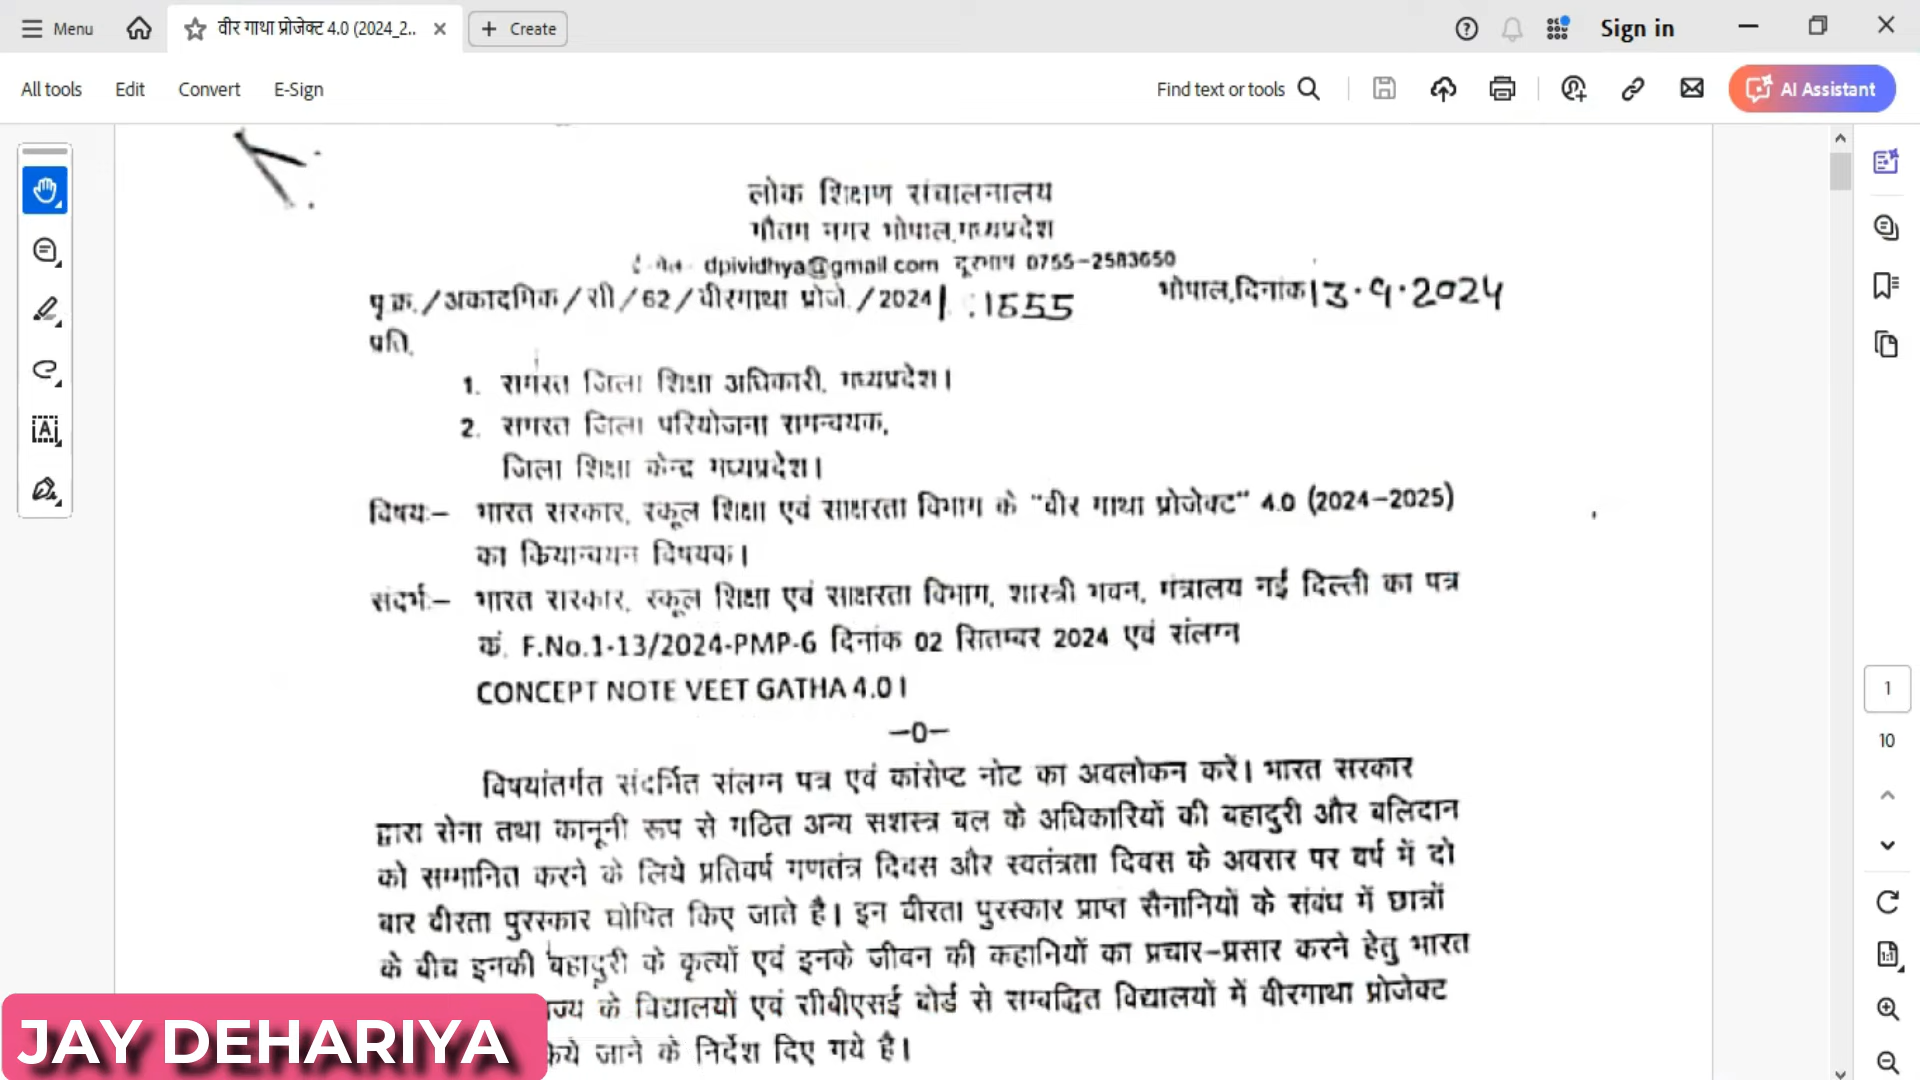 Menu
वीर गाथा प्रोजेक्ट 4.0 (2024_2..
Create
Sign in
All tools
Edit
Convert
E-Sign
Find text or tools
AI Assistant
लोक शिक्षण संचालनालय
गौतम नगर भोपाल,मध्यप्रदेश
dpividhya@gmail.com दूरभाष 0755-2583650
पृ.क्र./अकादमिक/सी/62/वीरगाथा प्रोजे./2024/ 1555 भोपाल,दिनांक 13.9.2024
प्रति,
1. समस्त जिला शिक्षा अधिकारी, मध्यप्रदेश।
2. समस्त जिला परियोजना समन्वयक,
जिला शिक्षा केन्द्र मध्यप्रदेश।
विषय:– भारत सरकार, स्कूल शिक्षा एवं साक्षरता विभाग के "वीर गाथा प्रोजेक्ट" 4.0 (2024-2025)
का कियान्वयन विषयक।
संदर्भ:– भारत सरकार, स्कूल शिक्षा एवं साक्षरता विभाग, शास्त्री भवन, मंत्रालय नई दिल्ली का पत्र
कं. F.No.1-13/2024-PMP-6 दिनांक 02 सितम्बर 2024 एवं संलग्न
CONCEPT NOTE VEET GATHA 4.0।
–0–
विषयांतर्गत संदर्भित संलग्न पत्र एवं कांसेप्ट नोट का अवलोकन करें। भारत सरकार
द्वारा सेना तथा कानूनी रूप से गठित अन्य सशस्त्र बल के अधिकारियों की बहादुरी और बलिदान
को सम्मानित करने के लिये प्रतिवर्ष गणतंत्र दिवस और स्वतंत्रता दिवस के अवसर पर वर्ष में दो
बार वीरता पुरस्कार घोषित किए जाते है। इन वीरता पुरस्कार प्राप्त सैनानियों के संबंध में छात्रों
के बीच इनकी बहादुरी के कृत्यों एवं इनके जीवन की कहानियों का प्रचार-प्रसार करने हेतु भारत
के विद्यालयों एवं सीबीएसई बोर्ड से सम्बद्धित विद्यालयों में वीरगाथा प्रोजेक्ट
जाने के निर्देश दिए गये है।
JAY DEHARIYA
1
10